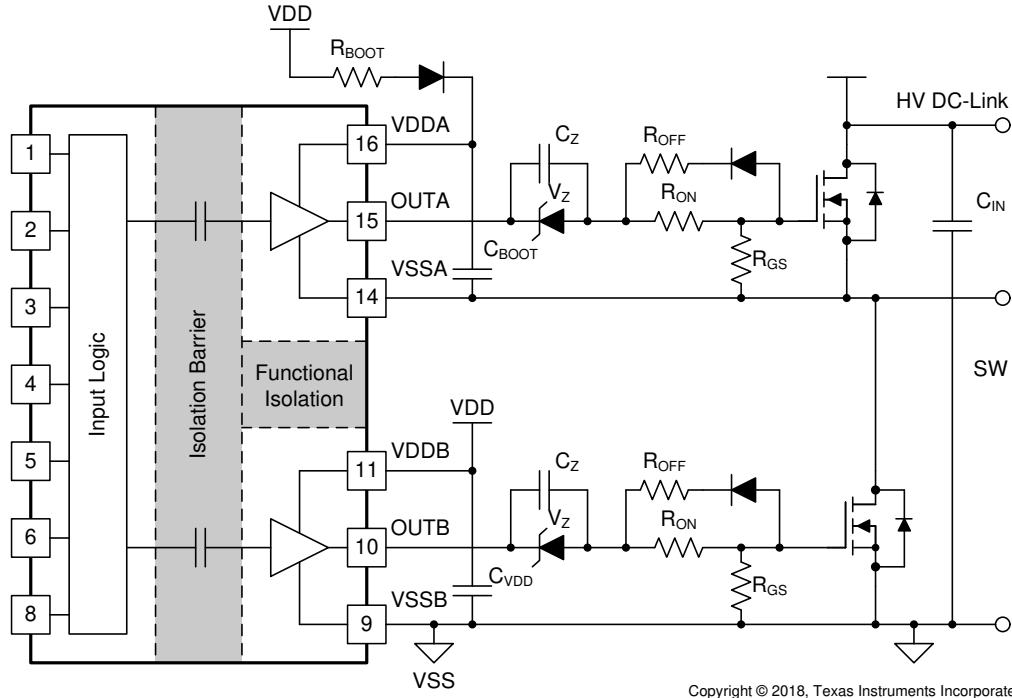 VDD
RBOOT
HV DC-Link
VDDA
16
CZ
ROFF
1
VZ
RON
CIN
OUTA
15
2
CBOOT
RGS
VSSA
14
3
Input Logic
Isolation Barrier
Functional
Isolation
SW
4
VDD
VDDB
11
CZ
ROFF
5
VZ
RON
OUTB
10
6
CVDD
RGS
VSSB
9
8
VSS
Copyright © 2018, Texas Instruments Incorporate